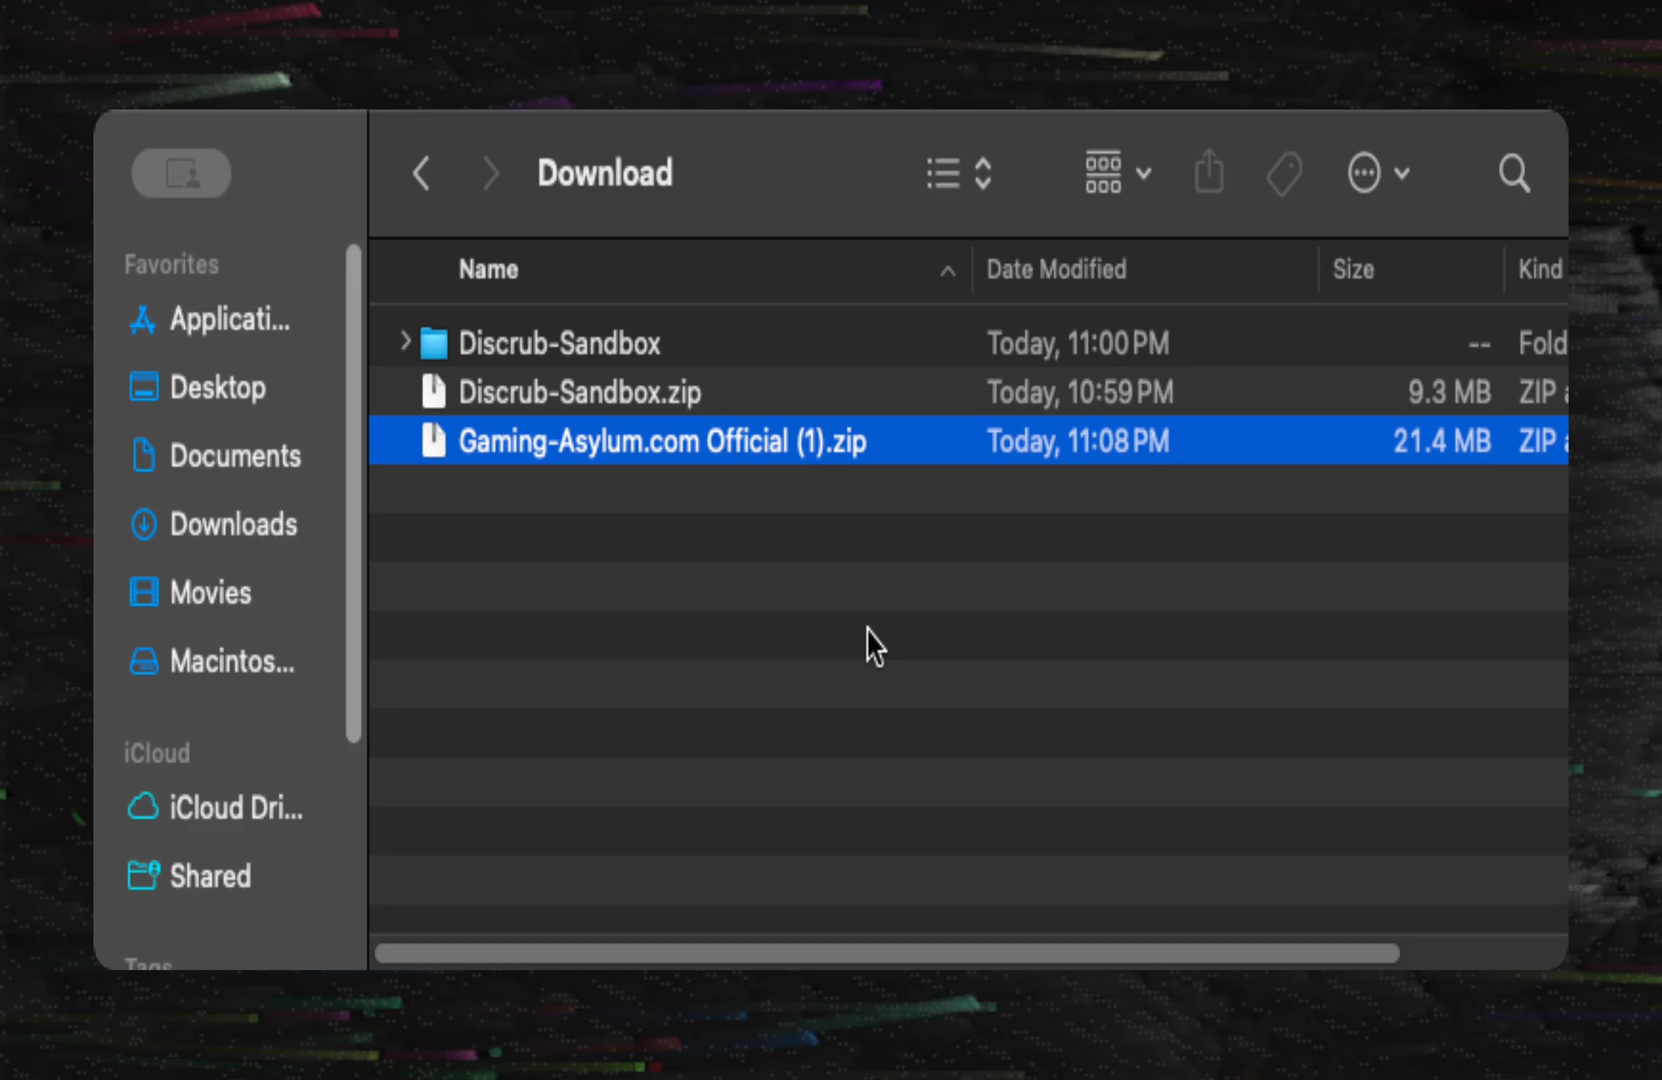 Download
Favorites
Applicati...
Desktop
Documents
Downloads
Movies
Macintos...
iCloud
iCloud Dri...
Shared
Tags
Name Date Modified Size Kind
Discrub-Sandbox Today, 11:00 PM -- Fold
Discrub-Sandbox.zip Today, 10:59 PM 9.3 MB ZIP
Gaming-Asylum.com Official (1).zip Today, 11:08 PM 21.4 MB ZIP